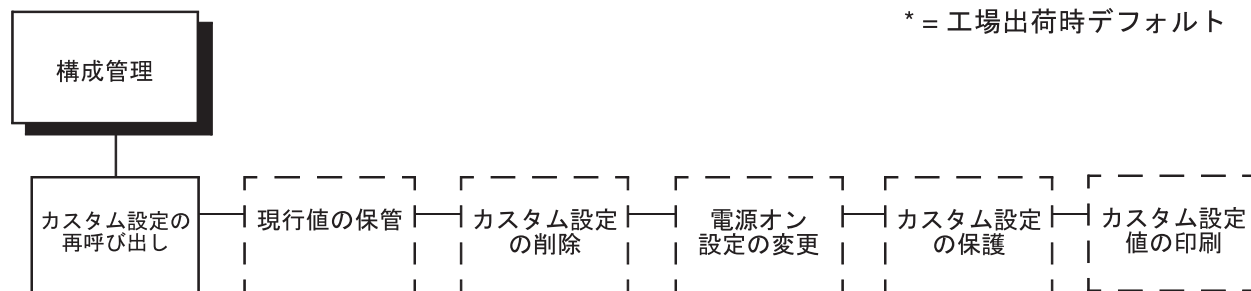 * = 工場出荷時デフォルト
構成管理
カスタム設定の
再呼び出し
現行値の保管
カスタム設定
の削除
電源オン
設定の変更
カスタム設定
の保護
カスタム設定
値の印刷